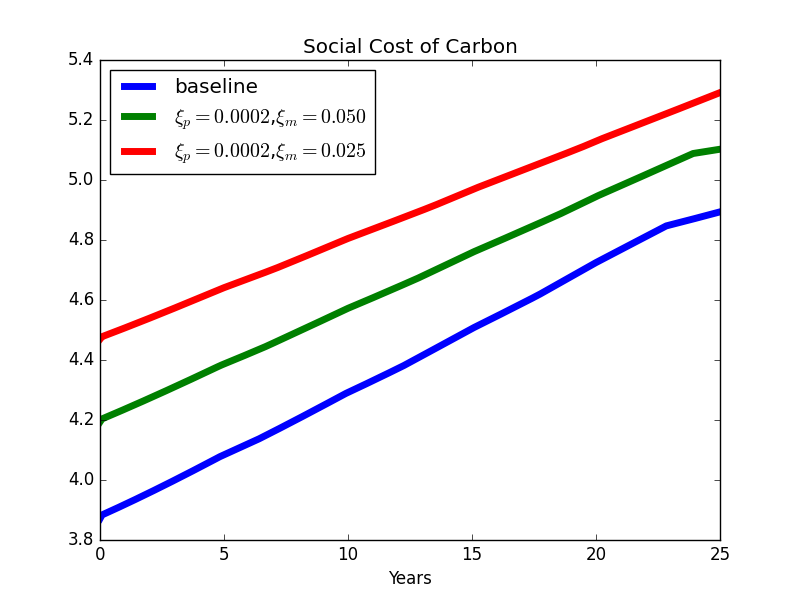 Social Cost of Carbon
5.4
5.2
5.0
4.8
4.6
4.4
4.2
4.0
3.8
baseline
ξp = 0.0002,ξm = 0.050
ξp = 0.0002,ξm = 0.025
0 5 10 15 20 25
Years